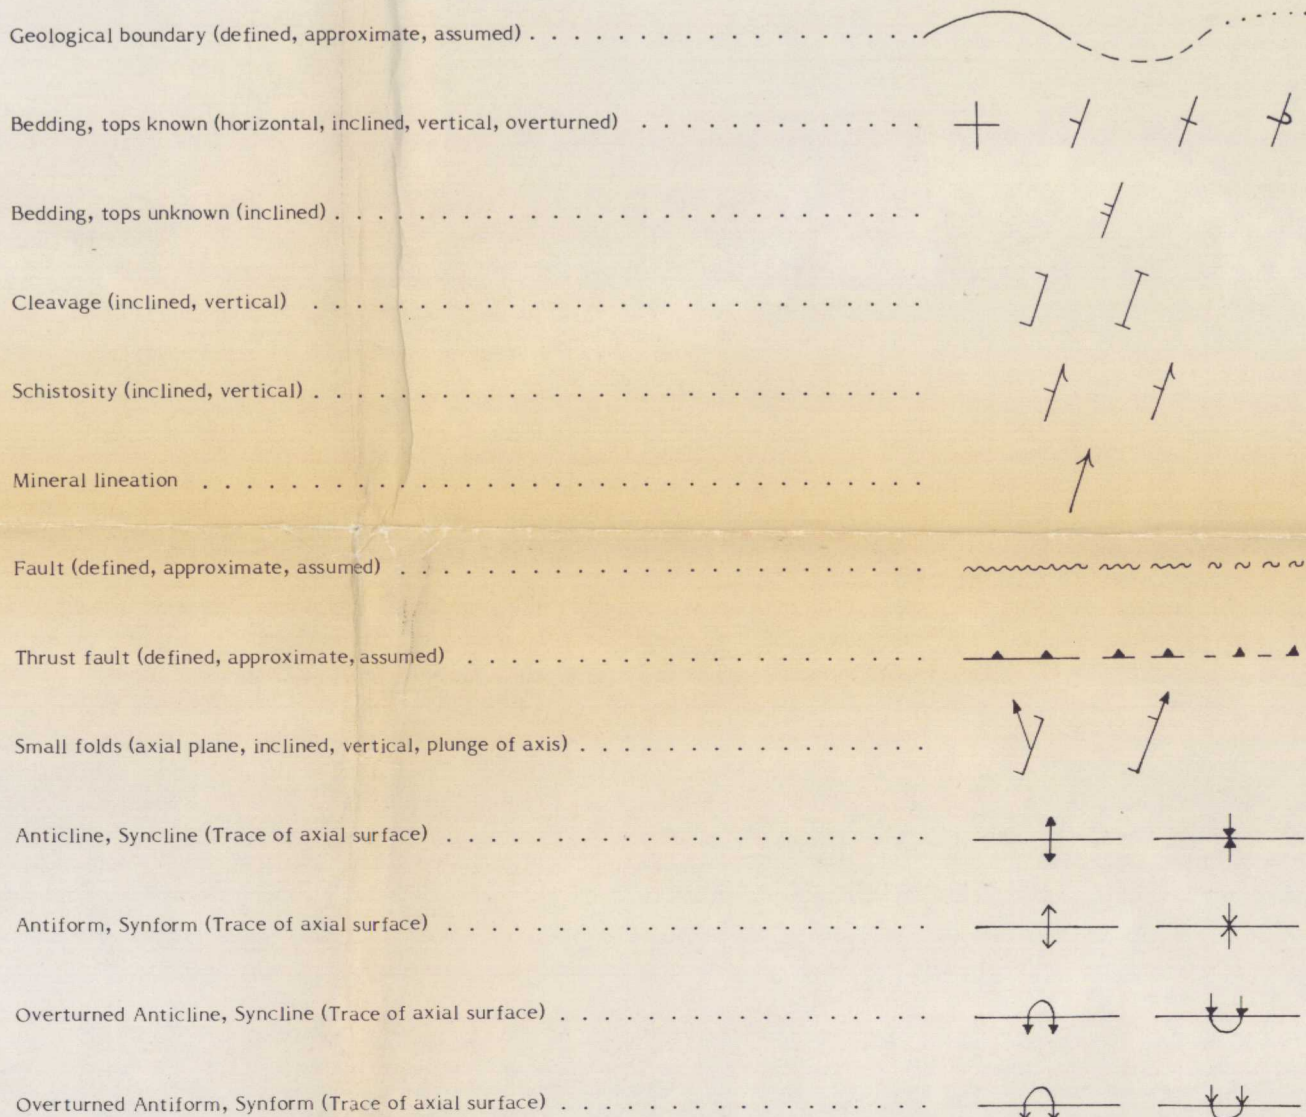 Geological boundary (defined, approximate, assumed) . . . . . . . . . . . . . . . . . .
Bedding, tops known (horizontal, inclined, vertical, overturned) . . . . . . . . . . . . .
Bedding, tops unknown (inclined) . . . . . . . . . . . . . . . . . . . . . . . . .
Cleavage (inclined, vertical) . . . . . . . . . . . . . . . . . . . . . . . . . .
Schistosity (inclined, vertical) . . . . . . . . . . . . . . . . . . . . . . . . . .
Mineral lineation . . . . . . . . . . . . . . . . . . . . . . . . . . . . . .
Fault (defined, approximate, assumed) . . . . . . . . . . . . . . . . . . . . . . .
Thrust fault (defined, approximate, assumed) . . . . . . . . . . . . . . . . . . . .
Small folds (axial plane, inclined, vertical, plunge of axis) . . . . . . . . . . . . . . . .
Anticline, Syncline (Trace of axial surface) . . . . . . . . . . . . . . . . . . . . .
Antiform, Synform (Trace of axial surface) . . . . . . . . . . . . . . . . . . . . .
Overturned Anticline, Syncline (Trace of axial surface) . . . . . . . . . . . . . . . . .
Overturned Antiform, Synform (Trace of axial surface) . . . . . . . . . . . . . . . . .